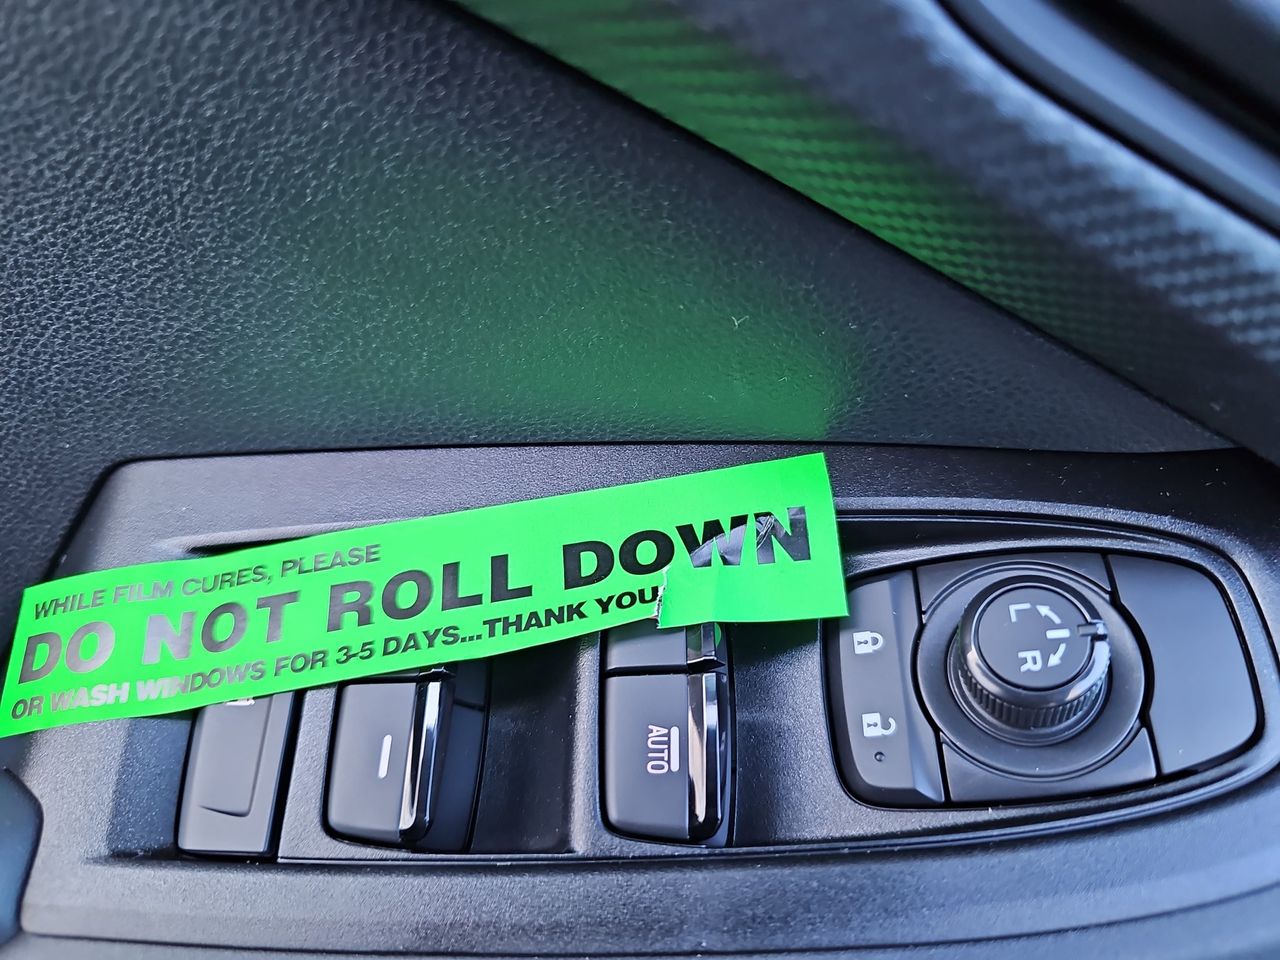 WHILE FILM CURES, PLEASE
DO NOT ROLL DOWN
OR WASH WINDOWS FOR 3-5 DAYS...THANK YOU
AUTO
L
R